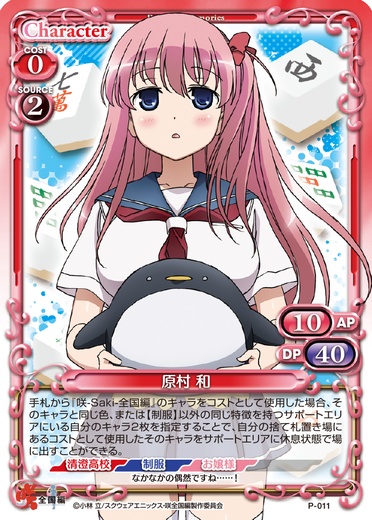 Character
COST
0
SOURCE
2
七
萬
西
10 AP
DP 40
原村 和
手札から『咲-Saki-全国編』のキャラをコストとして使用した場合、そ
のキャラと同じ色、または【制服】以外の同じ特徴を持つサポートエリ
アにいる自分のキャラ2枚を指定することで、自分の捨て札置き場に
あるコストとして使用したそのキャラをサポートエリアに休息状態で場
に出すことができる。
清澄高校 制服 お嬢様
なかなかの偶然ですね……！
咲 全国編
©小林 立/スクウェアエニックス・咲全国編製作委員会
P-011